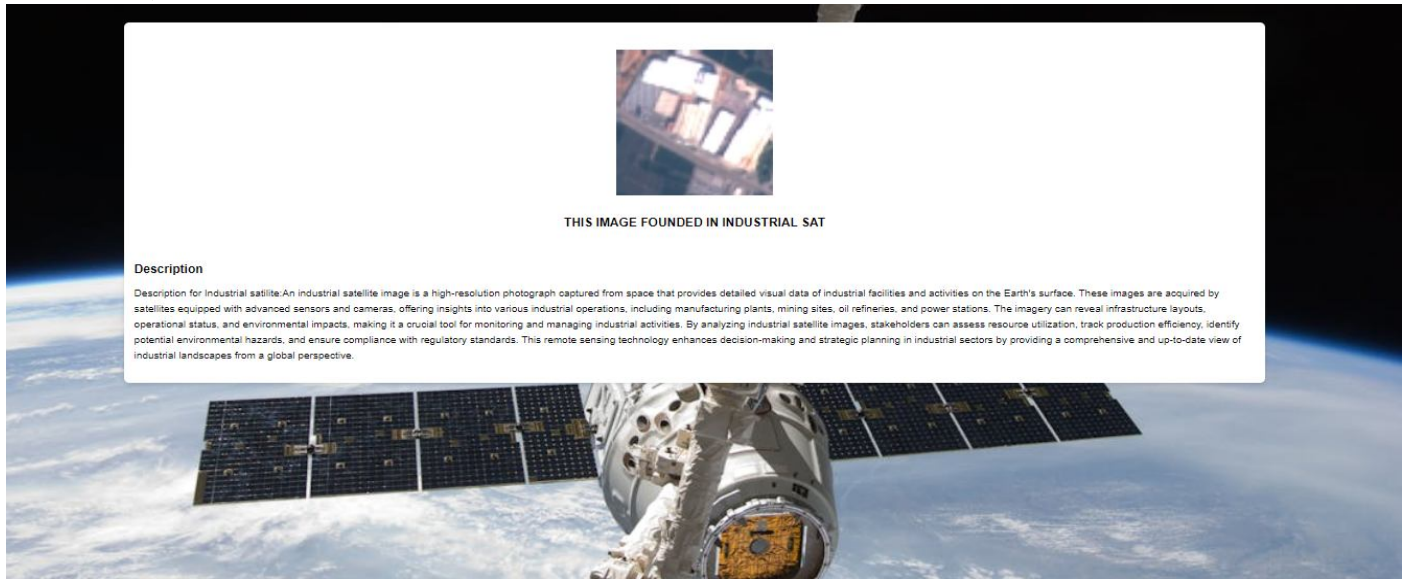 THIS IMAGE FOUNDED IN INDUSTRIAL SAT
Description
Description for Industrial satilite:An industrial satellite image is a high-resolution photograph captured from space that provides detailed visual data of industrial facilities and activities on the Earth's surface. These images are acquired by
satellites equipped with advanced sensors and cameras, offering insights into various industrial operations, including manufacturing plants, mining sites, oil refineries, and power stations. The imagery can reveal infrastructure layouts,
operational status, and environmental impacts, making it a crucial tool for monitoring and managing industrial activities. By analyzing industrial satellite images, stakeholders can assess resource utilization, track production efficiency, identify
potential environmental hazards, and ensure compliance with regulatory standards. This remote sensing technology enhances decision-making and strategic planning in industrial sectors by providing a comprehensive and up-to-date view of
industrial landscapes from a global perspective.